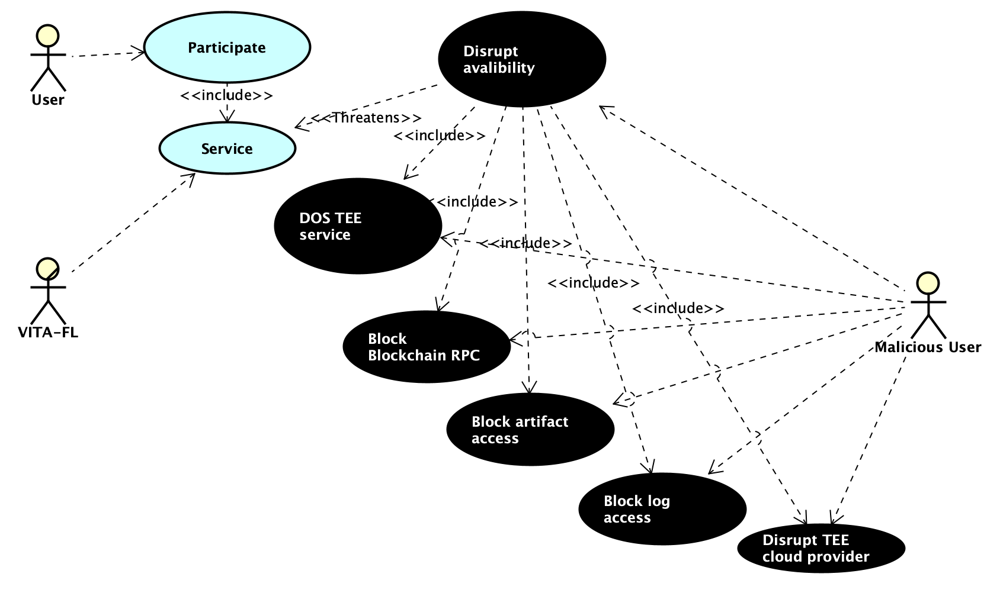 Participate
Disrupt
avalibility
User
<<include>>
<<Threatens>>
<<include>>
Service
<<include>>
DOS TEE
service
<<include>>
<<include>>
<<include>>
VITA-FL
Block
Blockchain RPC
Malicious User
Block artifact
access
Block log
access
Disrupt TEE
cloud provider